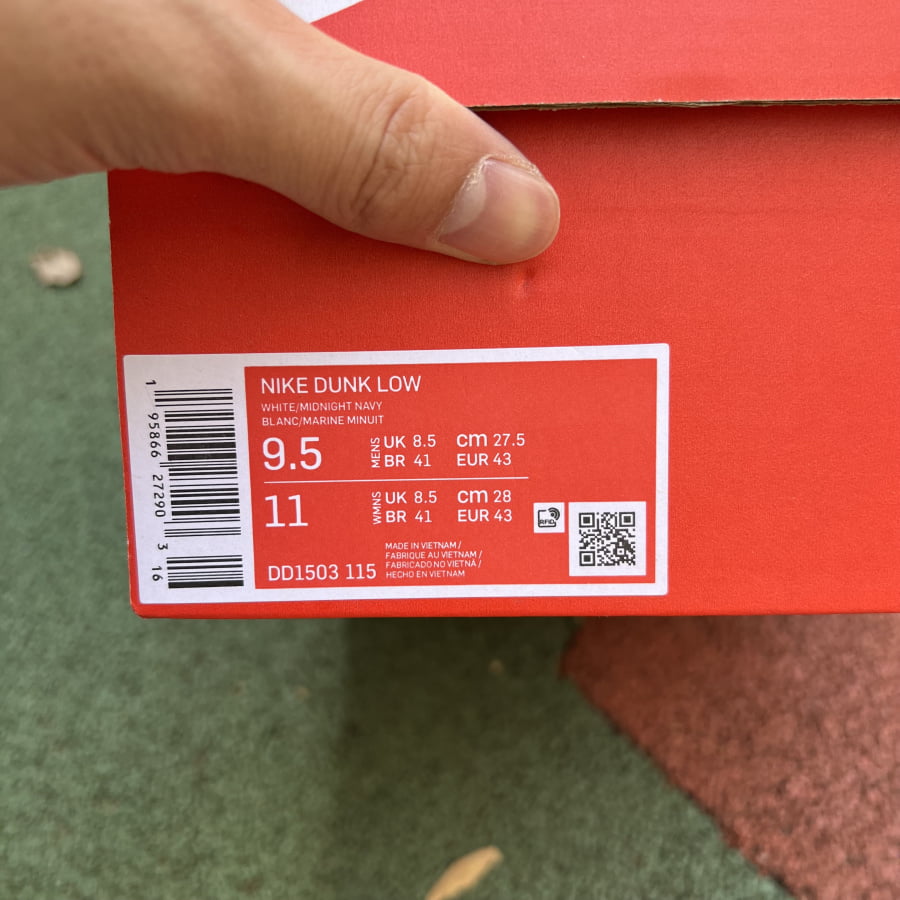 NIKE DUNK LOW
WHITE/MIDNIGHT NAVY
BLANC/MARINE MINUIT
9.5 MENS UK 8.5 cm 27.5
BR 41 EUR 43
11 WMNS UK 8.5 cm 28
BR 41 EUR 43
RFID
DD1503 115
MADE IN VIETNAM /
FABRIQUE AU VIETNAM /
FABRICADO NO VIETNÃ /
HECHO EN VIETNAM
1 95866 27290 3 16